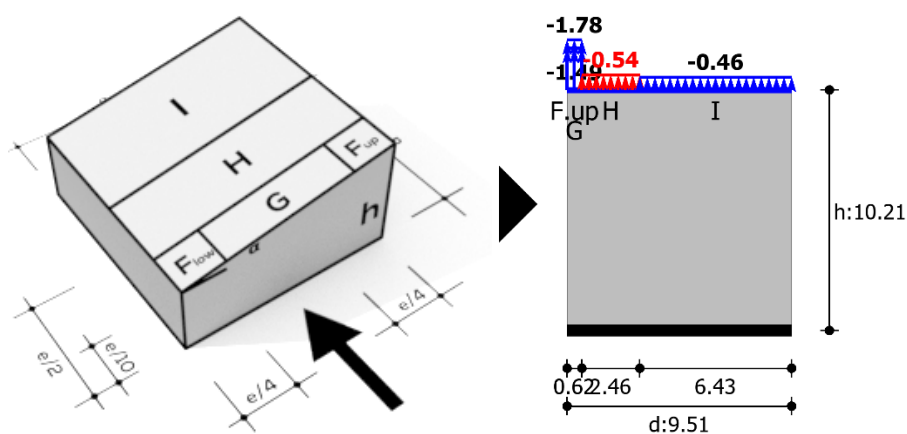 I
H
F up
G
F low
α
h
e/2
e/10
e/4
e/4
-1.78
-0.54
-0.46
-1.49
F.up H I
G
h:10.21
0.62 2.46 6.43
d:9.51